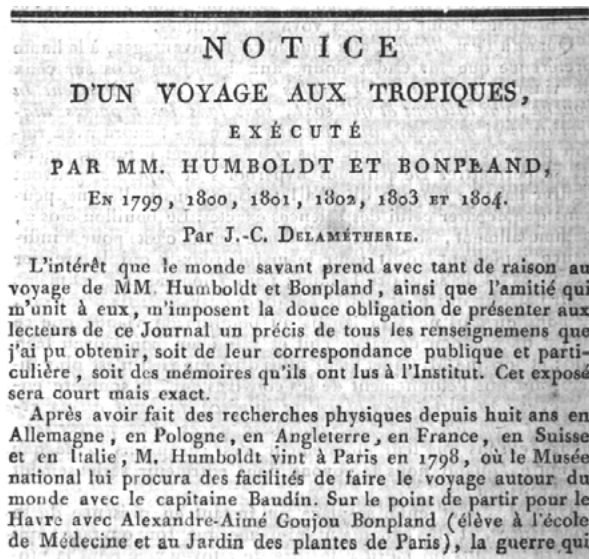 NOTICE
D'UN VOYAGE AUX TROPIQUES,
EXÉCUTÉ
PAR MM. HUMBOLDT ET BONPLAND,
EN 1799, 1800, 1801, 1802, 1803 ET 1804.
Par J.-C. DELAMÉTHERIE.
L'intérêt que le monde savant prend avec tant de raison au
voyage de MM. Humboldt et Bonpland, ainsi que l'amitié qui
m'unit à eux, m'imposent la douce obligation de présenter aux
lecteurs de ce Journal un précis de tous les renseignemens que
j'ai pu obtenir, soit de leur correspondance publique et parti-
culière, soit des mémoires qu'ils ont lus à l'Institut. Cet exposé
sera court mais exact.
Après avoir fait des recherches physiques depuis huit ans en
Allemagne, en Pologne, en Angleterre, en France, en Suisse
et en Italie, M. Humboldt vint à Paris en 1798, où le Musée
national lui procura des facilités de faire le voyage autour du
monde avec le capitaine Baudin. Sur le point de partir pour le
Havre avec Alexandre-Aimé Goujou Bonpland (élève à l'école
de Médecine et au Jardin des plantes de Paris), la guerre qui